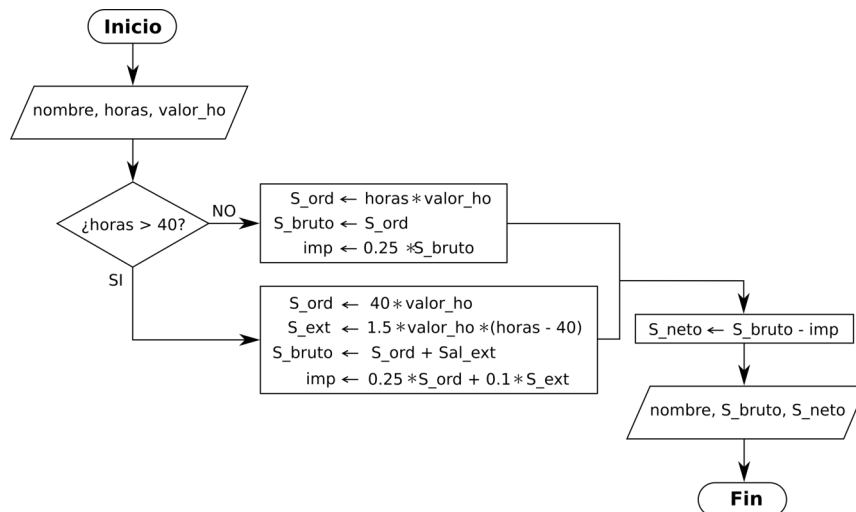 Inicio
nombre, horas, valor_ho
¿horas > 40?
NO
S_ord ← horas*valor_ho
S_bruto ← S_ord
imp ← 0.25 *S_bruto
SI
S_ord ← 40*valor_ho
S_ext ← 1.5*valor_ho*(horas - 40)
S_bruto ← S_ord + Sal_ext
imp ← 0.25*S_ord + 0.1*S_ext
S_neto ← S_bruto - imp
nombre, S_bruto, S_neto
Fin